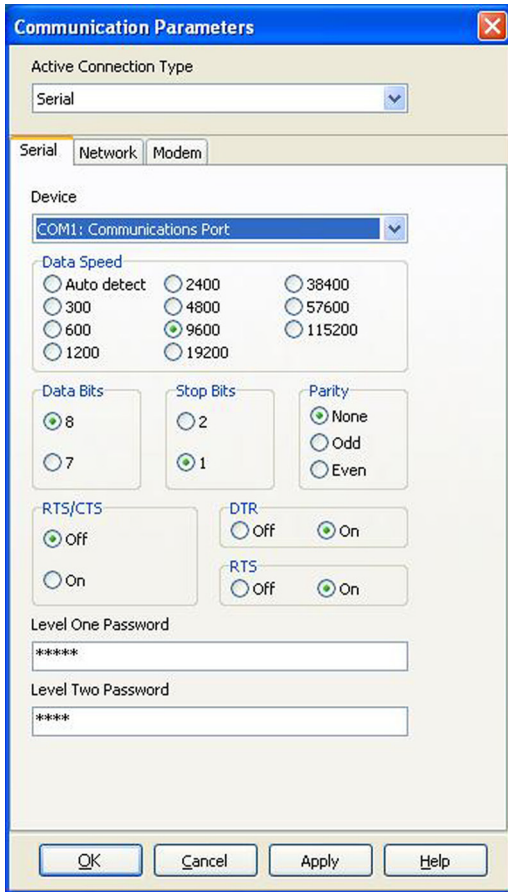 Communication Parameters
Active Connection Type
Serial
Serial Network Modem
Device
COM1: Communications Port
Data Speed
Auto detect 2400 38400
300 4800 57600
600 9600 115200
1200 19200
Data Bits Stop Bits Parity
8 2 None
Odd
7 1 Even
RTS/CTS DTR
Off Off On
RTS
On Off On
Level One Password
*****
Level Two Password
****
OK Cancel Apply Help